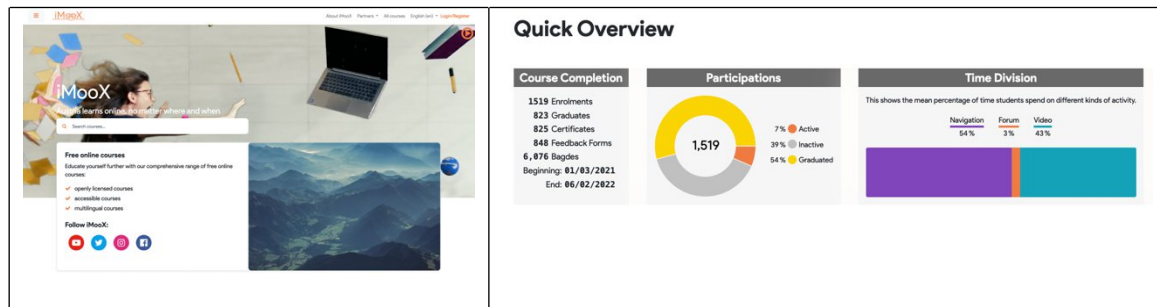 iMooX
About iMooX Partners All courses English (en) Login/Register
iMooX
Austria learns online, no matter where and when
Search courses...
Free online courses
Educate yourself further with our comprehensive range of free online
courses:
openly licensed courses
accessible courses
multilingual courses
Follow iMooX:
Quick Overview
Course Completion
1519 Enrolments
823 Graduates
825 Certificates
848 Feedback Forms
6,076 Bagdes
Beginning: 01/03/2021
End: 06/02/2022
Participations
1,519
7% Active
39% Inactive
54% Graduated
Time Division
This shows the mean percentage of time students spend on different kinds of activity.
Navigation Forum Video
54% 3% 43%